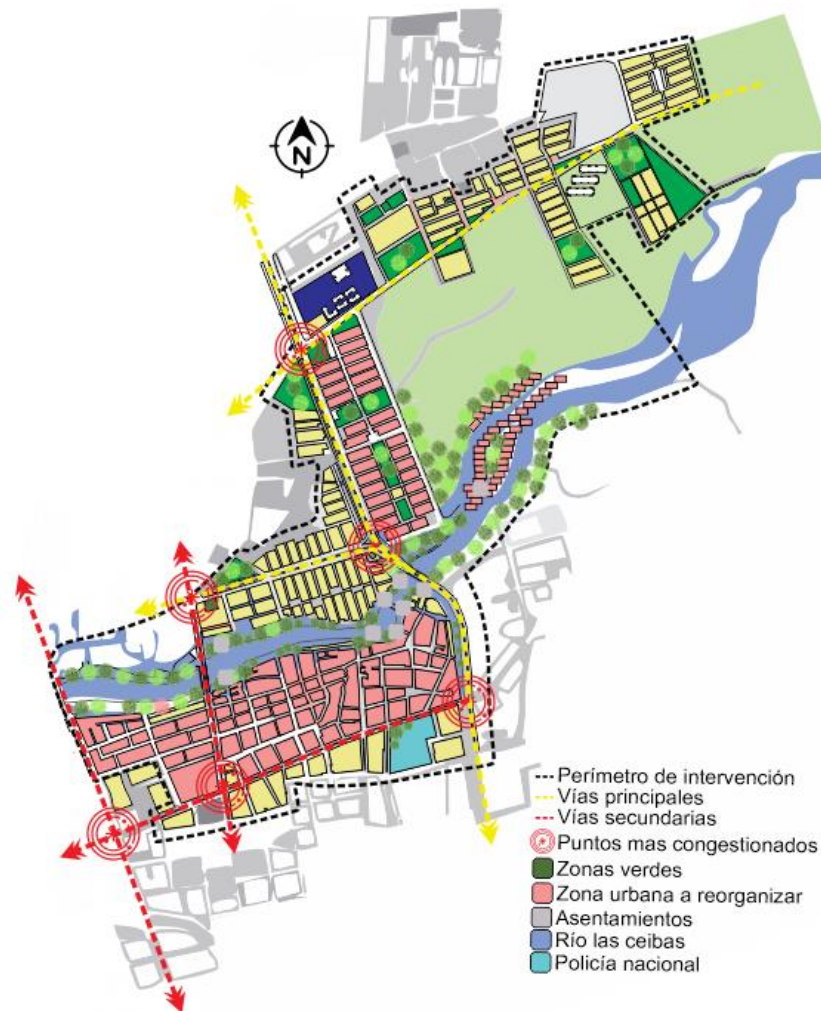 N
Perímetro de intervención
Vías principales
Vías secundarias
Puntos mas congestionados
Zonas verdes
Zona urbana a reorganizar
Asentamientos
Río las ceibas
Policía nacional